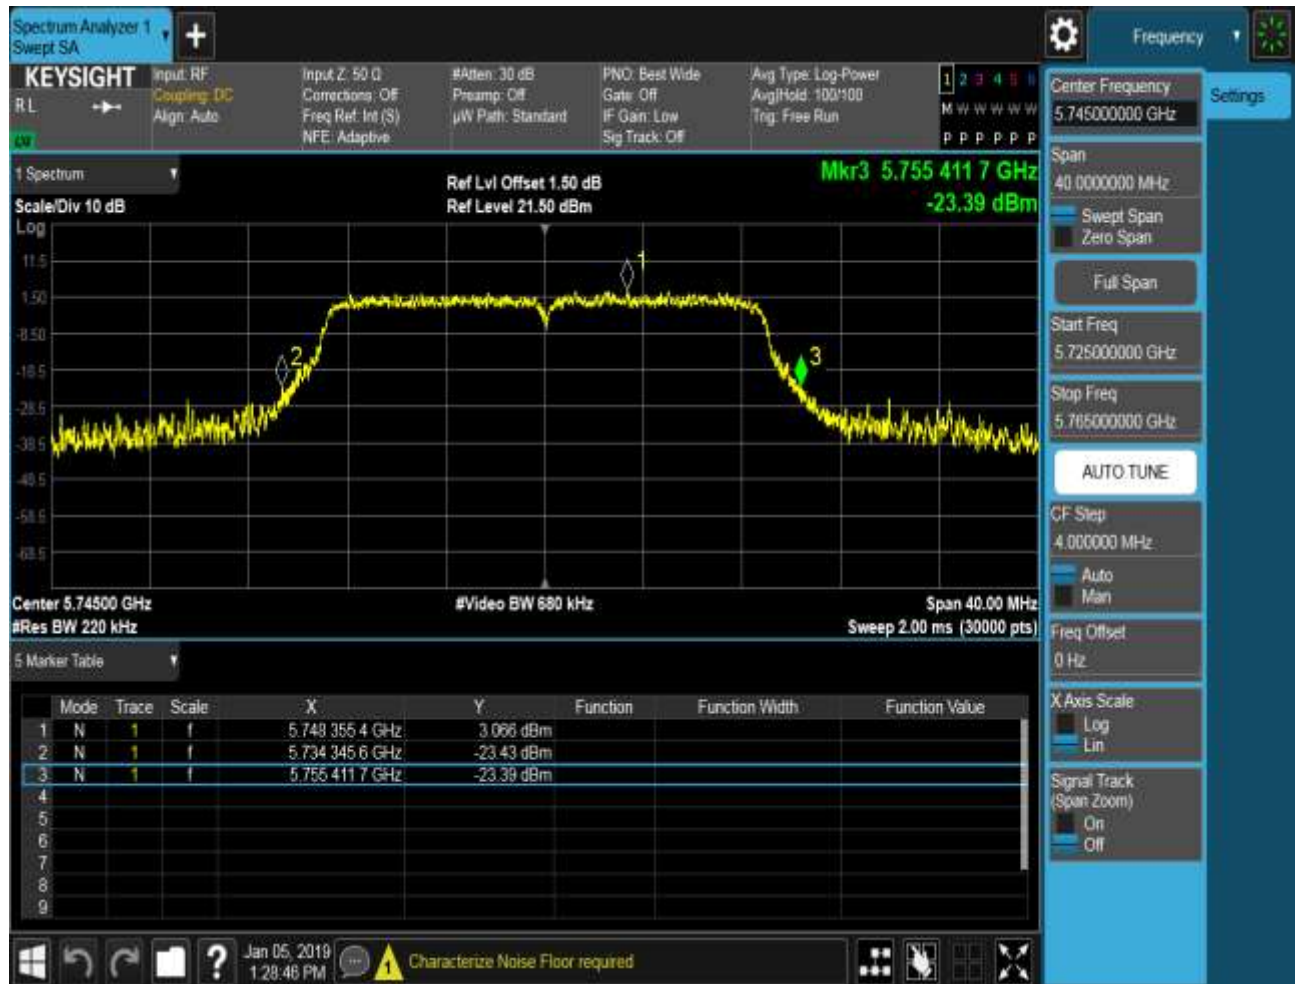 Spectrum Analyzer 1
Swept SA
+
Frequency
KEYSIGHT
RL
Input: RF
Coupling: DC
Align: Auto
Input Z: 50 Ω
Corrections: Off
Freq Ref: Int (S)
NFE: Adaptive
#Atten: 30 dB
Preamp: Off
µW Path: Standard
PNO: Best Wide
Gate: Off
IF Gain: Low
Sig Track: Off
Avg Type: Log-Power
Avg|Hold: 100/100
Trig: Free Run
1 2 3 4 5 6
M W W W W W
P P P P P P
1 Spectrum
Scale/Div 10 dB
Ref Lvl Offset 1.50 dB
Ref Level 21.50 dBm
Mkr3 5.755 411 7 GHz
-23.39 dBm
Log
11.5
1.50
-8.50
-18.5
-28.5
-38.5
-48.5
-58.5
-68.5
1
2
3
Center 5.74500 GHz
#Video BW 680 kHz
Span 40.00 MHz
#Res BW 220 kHz
Sweep 2.00 ms (30000 pts)
5 Marker Table
Mode Trace Scale X Y Function Function Width Function Value
1 N 1 f 5.748 355 4 GHz 3.066 dBm
2 N 1 f 5.734 345 6 GHz -23.43 dBm
3 N 1 f 5.755 411 7 GHz -23.39 dBm
4
5
6
7
8
9
Jan 05, 2019
1:28:46 PM
?
1
Characterize Noise Floor required
Center Frequency
5.745000000 GHz
Settings
Span
40.0000000 MHz
Swept Span
Zero Span
Full Span
Start Freq
5.725000000 GHz
Stop Freq
5.765000000 GHz
AUTO TUNE
CF Step
4.000000 MHz
Auto
Man
Freq Offset
0 Hz
X Axis Scale
Log
Lin
Signal Track
(Span Zoom)
On
Off